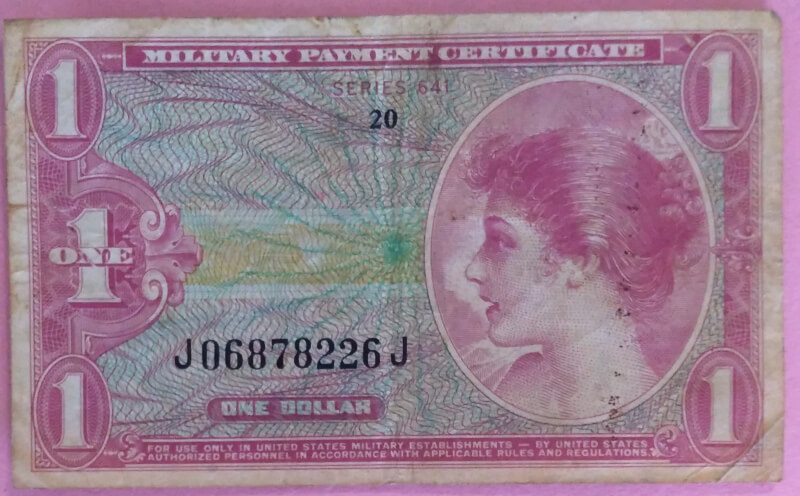 1 MILITARY PAYMENT CERTIFICATE 1
SERIES 641
20
1
ONE
J06878226J
ONE DOLLAR
1 1
FOR USE ONLY IN UNITED STATES MILITARY ESTABLISHMENTS — BY UNITED STATES
AUTHORIZED PERSONNEL IN ACCORDANCE WITH APPLICABLE RULES AND REGULATIONS.